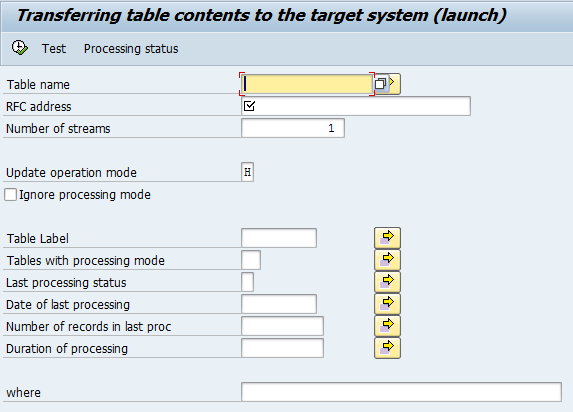 Transferring table contents to the target system (launch)
Test Processing status
Table name
RFC address
Number of streams 1
Update operation mode H
Ignore processing mode
Table Label
Tables with processing mode
Last processing status
Date of last processing
Number of records in last proc
Duration of processing
where